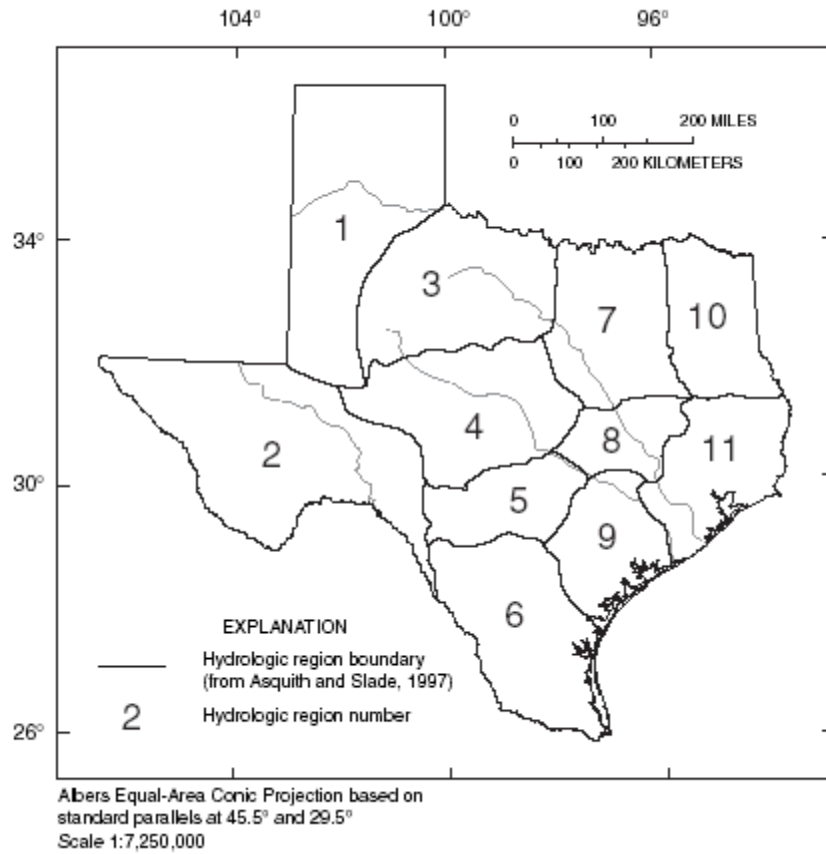 104° 100° 96°
0 100 200 MILES
0 100 200 KILOMETERS
34°
1
3
7
10
4
2
8
11
30°
5
9
6
EXPLANATION
Hydrologic region boundary
(from Asquith and Slade, 1997)
2 Hydrologic region number
26°
Albers Equal-Area Conic Projection based on
standard parallels at 45.5° and 29.5°
Scale 1:7,250,000